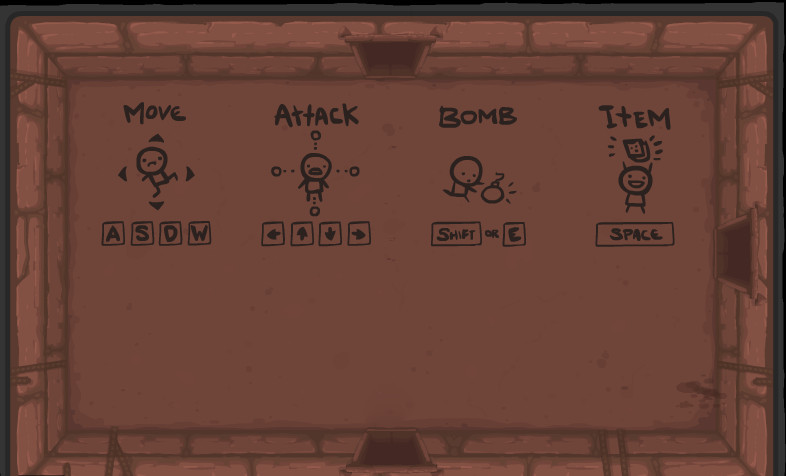 MOVE
ATTACK
BOMB
ITEM
A S D W
← ↑ ↓ →
SHIFT OR E
SPACE